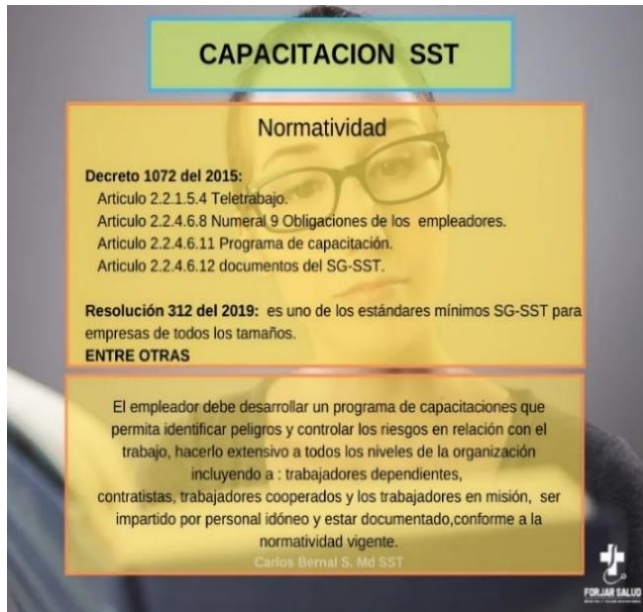 CAPACITACION SST
Normatividad
Decreto 1072 del 2015:
Articulo 2.2.1.5.4 Teletrabajo.
Articulo 2.2.4.6.8 Numeral 9 Obligaciones de los empleadores.
Articulo 2.2.4.6.11 Programa de capacitación.
Articulo 2.2.4.6.12 documentos del SG-SST.
Resolución 312 del 2019: es uno de los estándares mínimos SG-SST para
empresas de todos los tamaños.
ENTRE OTRAS
El empleador debe desarrollar un programa de capacitaciones que
permita identificar peligros y controlar los riesgos en relación con el
trabajo, hacerlo extensivo a todos los niveles de la organización
incluyendo a : trabajadores dependientes,
contratistas, trabajadores cooperados y los trabajadores en misión, ser
impartido por personal idóneo y estar documentado,conforme a la
normatividad vigente.
Carlos Bernal S. Md SST
FORJAR SALUD